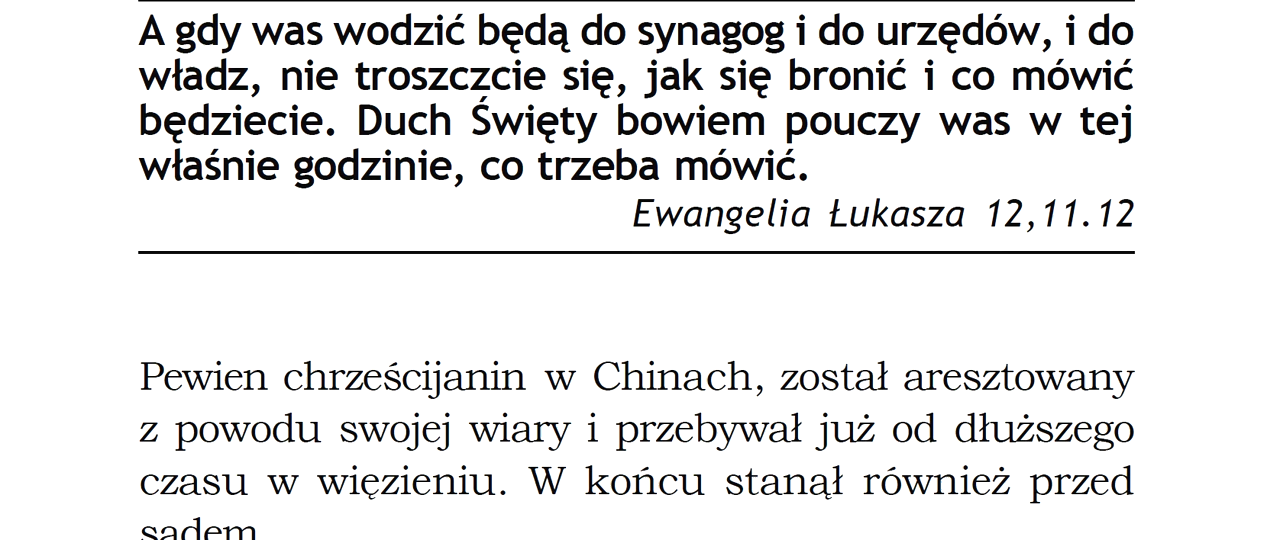 A gdy was wodzić będą do synagog i do urzędów, i do
władz, nie troszczcie się, jak się bronić i co mówić
będziecie. Duch Święty bowiem pouczy was w tej
właśnie godzinie, co trzeba mówić.
Ewangelia Łukasza 12,11.12
Pewien chrześcijanin w Chinach, został aresztowany
z powodu swojej wiary i przebywał już od dłuższego
czasu w więzieniu. W końcu stanął również przed
sądem